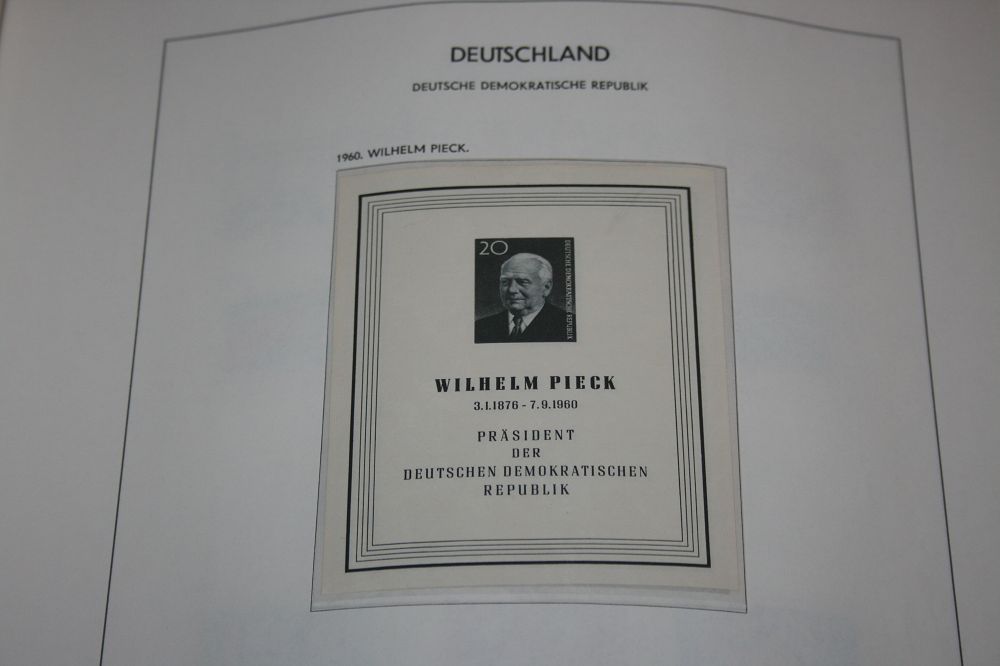 DEUTSCHLAND
DEUTSCHE DEMOKRATISCHE REPUBLIK
1960. WILHELM PIECK.
20
DEUTSCHE DEMOKRATISCHE REPUBLIK
WILHELM PIECK
3.1.1876 - 7.9.1960
PRÄSIDENT
DER
DEUTSCHEN DEMOKRATISCHEN
REPUBLIK